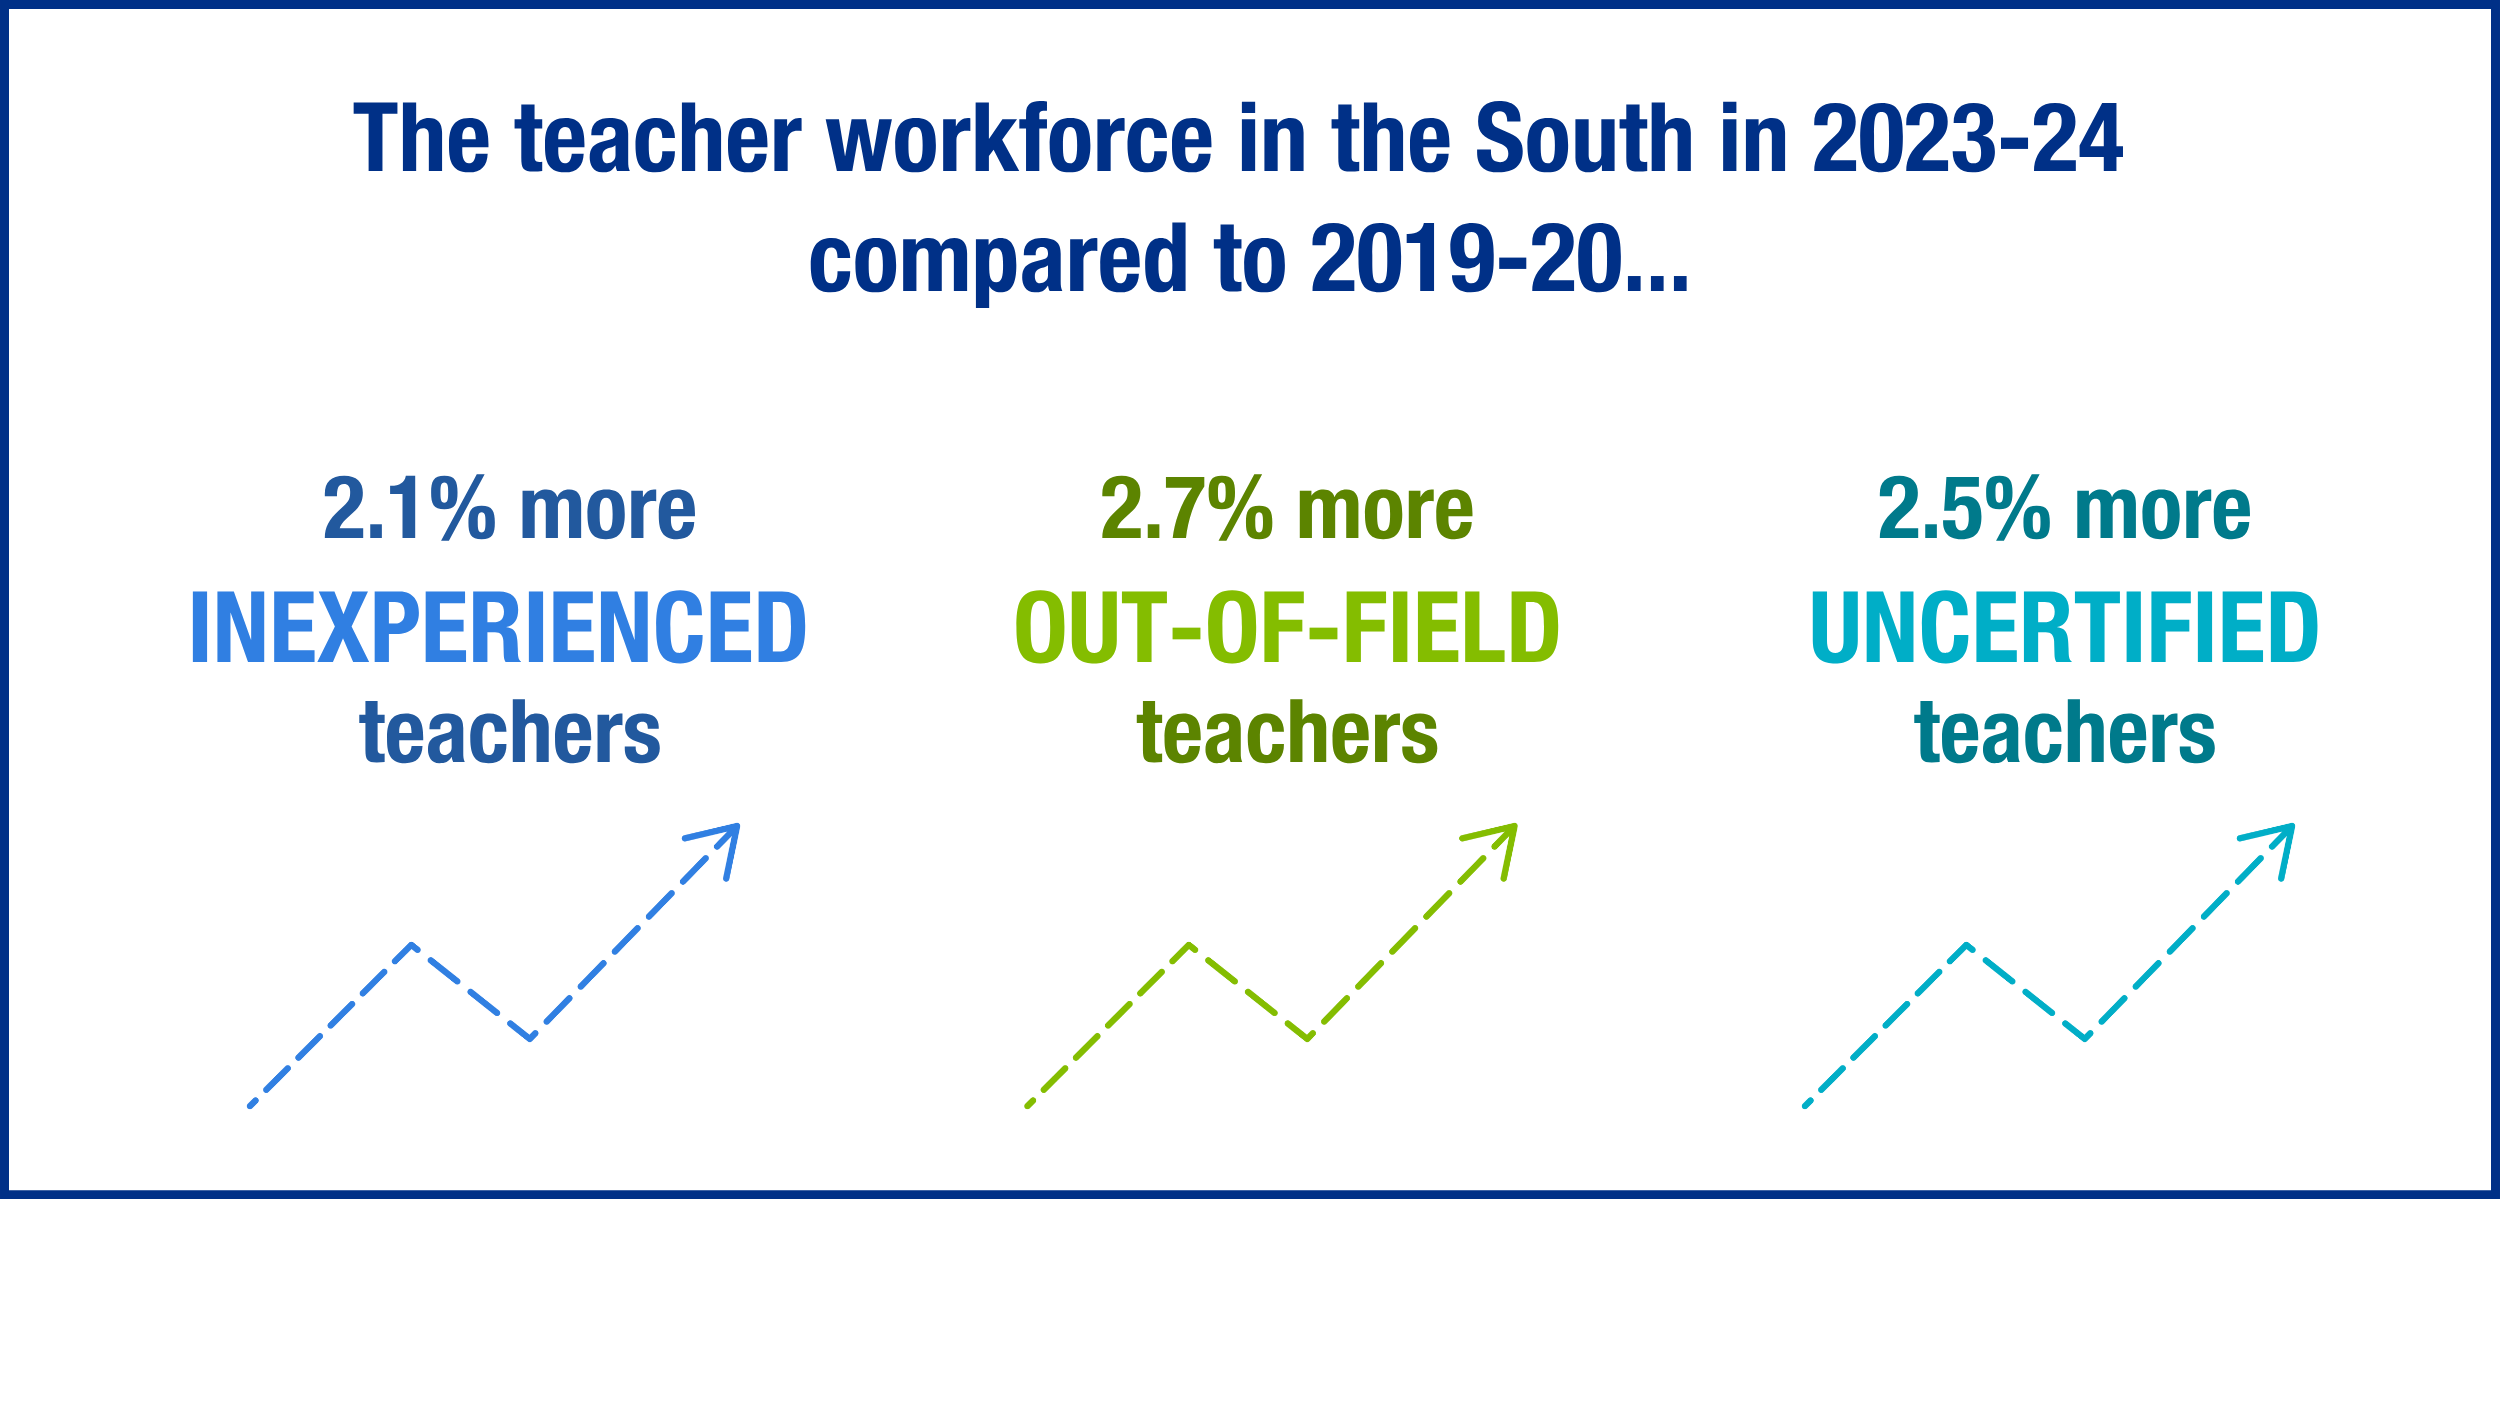 The teacher workforce in the South in 2023-24
compared to 2019-20...
2.1% more
INEXPERIENCED
teachers
2.7% more
OUT-OF-FIELD
teachers
2.5% more
UNCERTIFIED
teachers